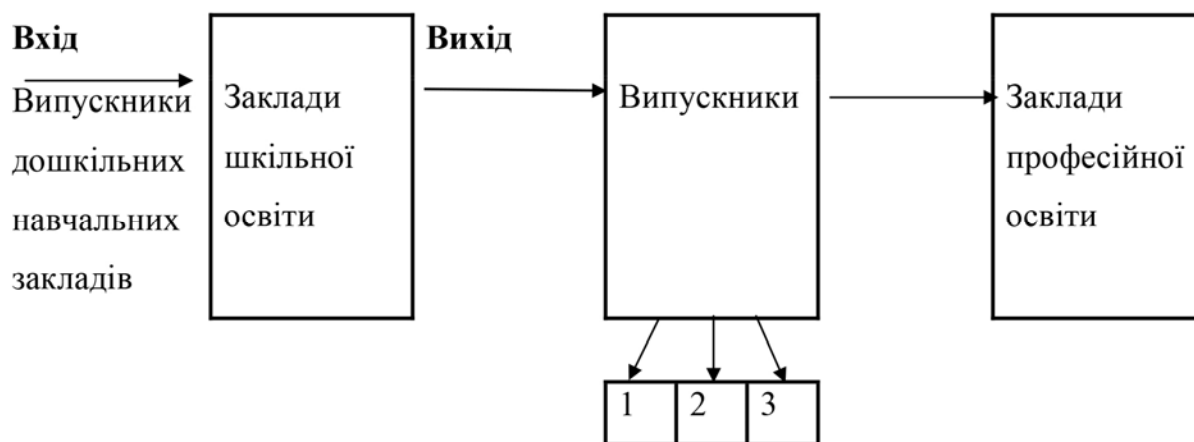 Вхід
Випускники
дошкільних
навчальних
закладів
Заклади
шкільної
освіти
Вихід
Випускники
Заклади
професійної
освіти
1
2
3